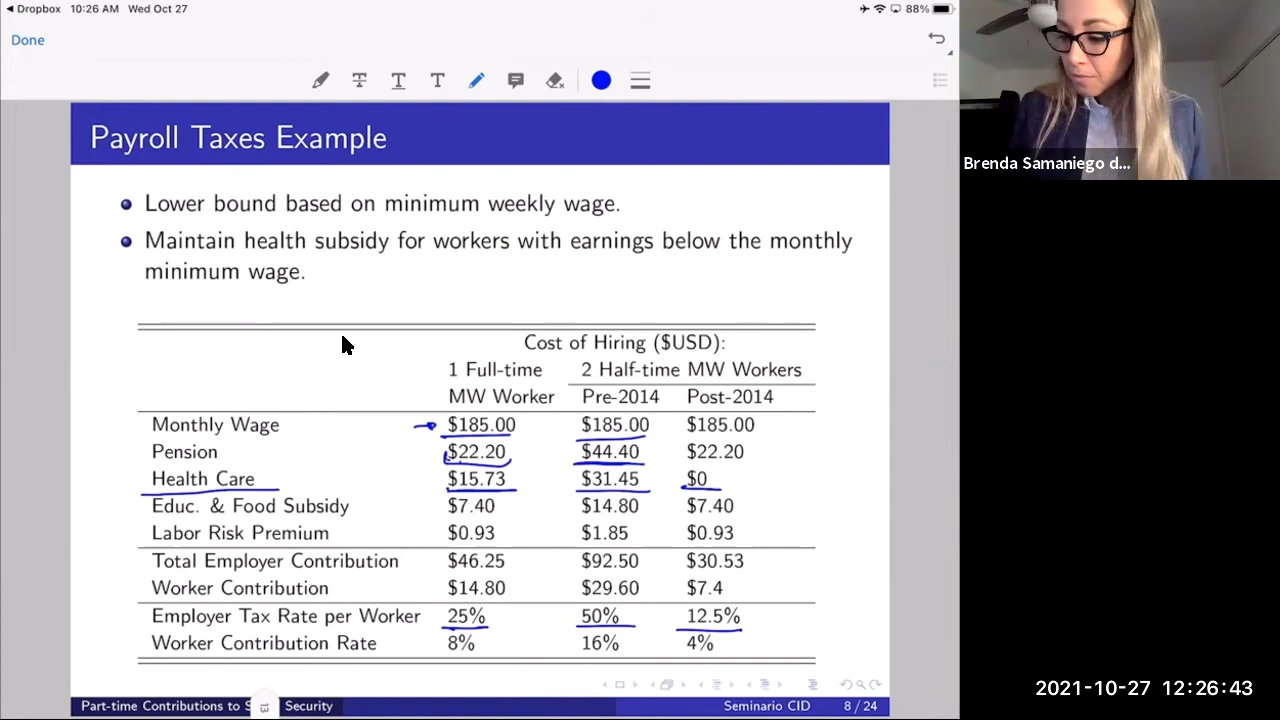 Dropbox 10:26 AM Wed Oct 27 88%
Done
Payroll Taxes Example
Lower bound based on minimum weekly wage.
Maintain health subsidy for workers with earnings below the monthly
minimum wage.
Cost of Hiring ($USD):
1 Full-time 2 Half-time MW Workers
MW Worker Pre-2014 Post-2014
Monthly Wage $185.00 $185.00 $185.00
Pension $22.20 $44.40 $22.20
Health Care $15.73 $31.45 $0
Educ. & Food Subsidy $7.40 $14.80 $7.40
Labor Risk Premium $0.93 $1.85 $0.93
Total Employer Contribution $46.25 $92.50 $30.53
Worker Contribution $14.80 $29.60 $7.4
Employer Tax Rate per Worker 25% 50% 12.5%
Worker Contribution Rate 8% 16% 4%
Part-time Contributions to S 13 Security Seminario CID 8 / 24
Brenda Samaniego d...
2021-10-27 12:26:43